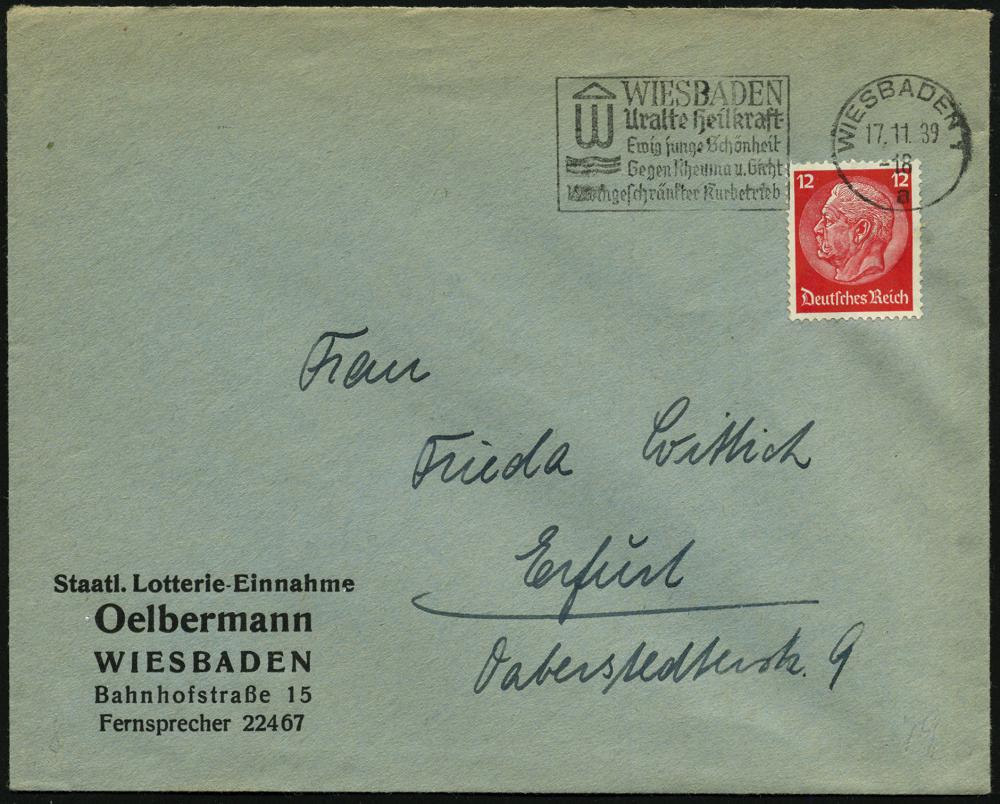 WIESBADEN
Uralte Heilkraft
Ewig junge Schönheit
Gegen Rheuma u. Gicht
Uneingeschränkter Kurbetrieb
WIESBADEN 1
17.11.39
-18
a
12 12
Deutsches Reich
Frau
Frieda Wittich
Erfurt
Daberstedterstr. 9
Staatl. Lotterie-Einnahme
Oelbermann
WIESBADEN
Bahnhofstraße 15
Fernsprecher 22467